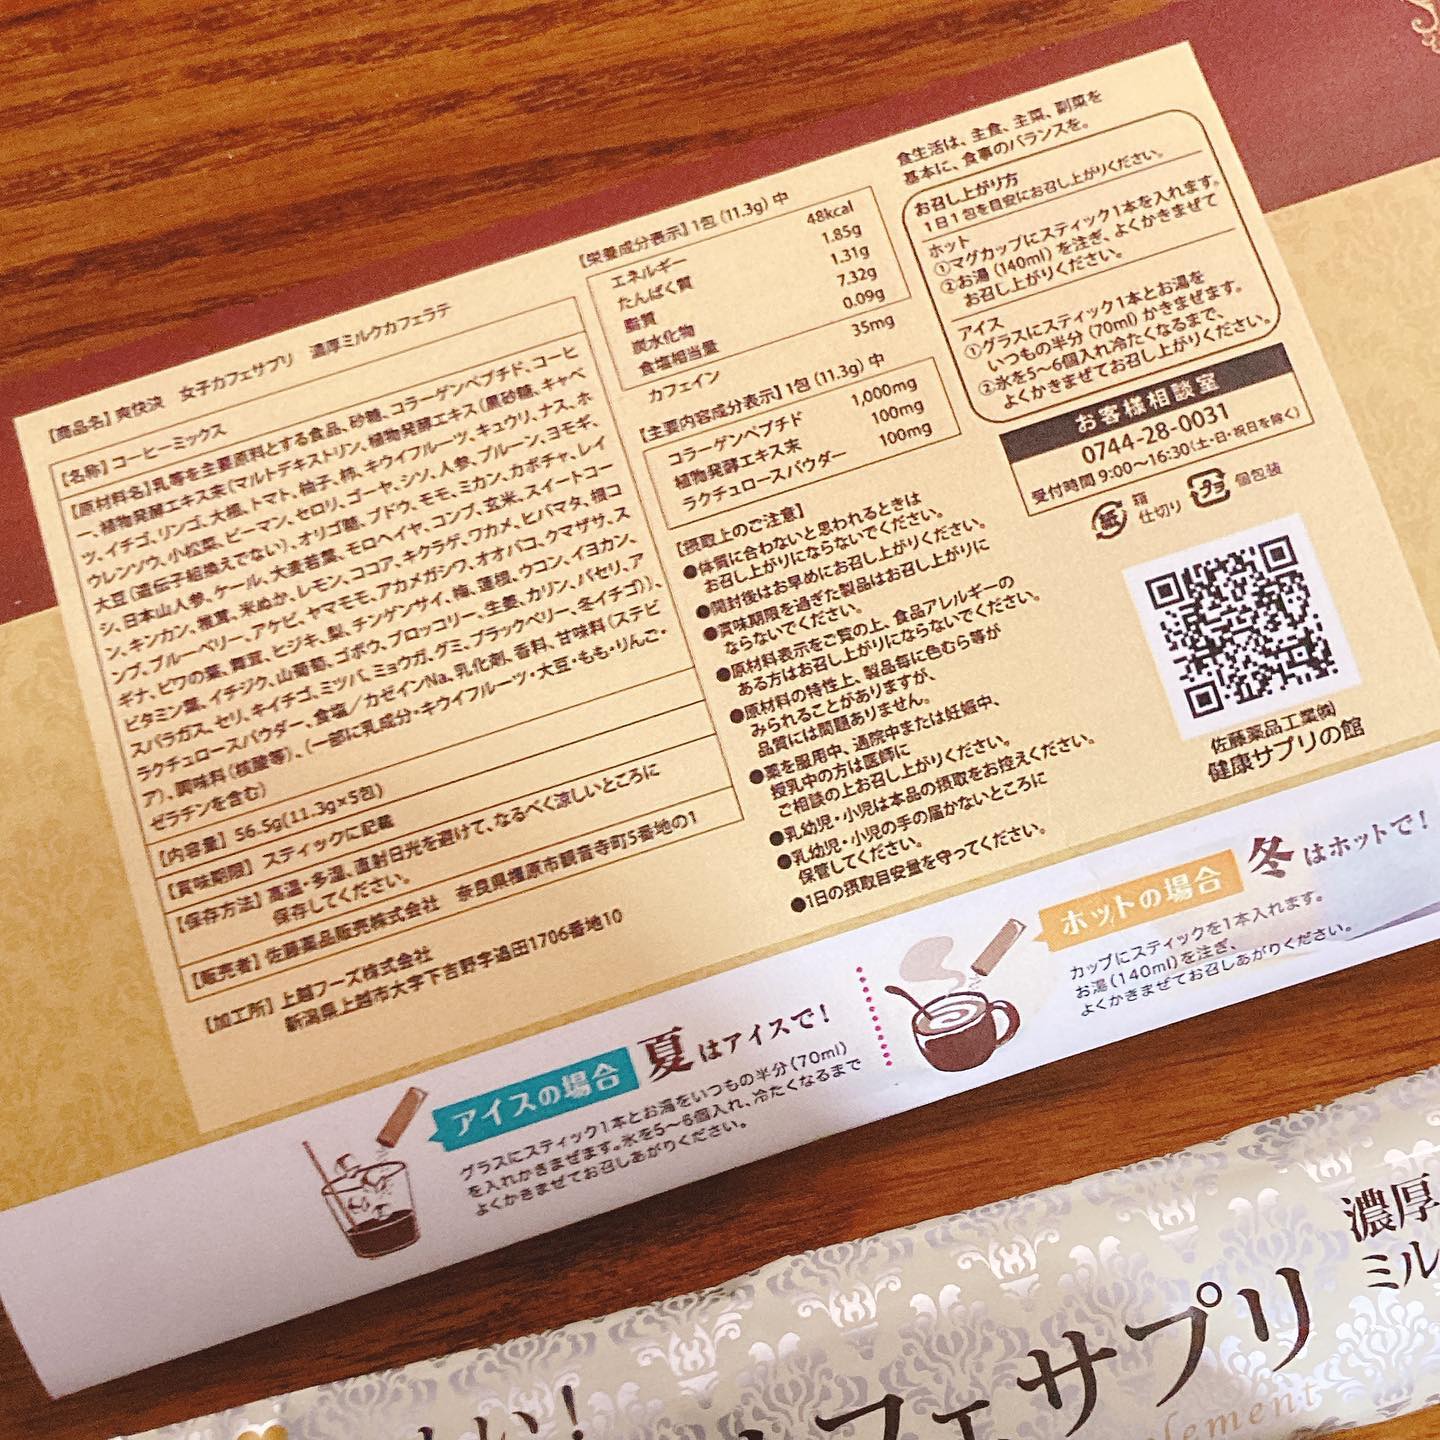 【商品名】爽快決 女子カフェサプリ 濃厚ミルクカフェラテ
【名称】コーヒーミックス
【原材料名】乳等を主要原料とする食品、砂糖、コラーゲンペプチド、コーヒ
ー、植物発酵エキス末(マルトデキストリン、植物発酵エキス(黒砂糖、キャベ
ツ、イチゴ、リンゴ、大根、トマト、柚子、柿、キウイフルーツ、キュウリ、ナス、ホ
ウレンソウ、小松菜、ピーマン、セロリ、ゴーヤ、シソ、人参、プルーン、ヨモギ、
大豆(遺伝子組換えでない)、オリゴ糖、ブドウ、モモ、ミカン、カボチャ、レイ
シ、日本山人参、ケール、大麦若葉、モロヘイヤ、コンブ、玄米、スイートコー
ン、キンカン、椎茸、米ぬか、レモン、ココア、キクラゲ、ワカメ、ヒバマタ、根コ
ンブ、ブルーベリー、アケビ、ヤマモモ、アカメガシワ、オオバコ、クマザサ、ス
ギナ、ビワの葉、舞茸、ヒジキ、梨、チンゲンサイ、梅、蓮根、ウコン、イヨカン、
ビタミン菜、イチジク、山葡萄、ゴボウ、ブロッコリー、生姜、カリン、パセリ、ア
スパラガス、セリ、キイチゴ、ミツバ、ミョウガ、グミ、ブラックベリー、冬イチゴ))、
ラクチュロースパウダー、食塩/カゼインNa、乳化剤、香料、甘味料(ステビ
ア)、調味料(核酸等)、(一部に乳成分・キウイフルーツ・大豆・もも・りんご・
ゼラチンを含む)
【内容量】56.5g(11.3g×5包)
【賞味期限】スティックに記載
【保存方法】高温・多湿、直射日光を避けて、なるべく涼しいところに
保存してください。
【販売者】佐藤薬品販売株式会社 奈良県橿原市観音寺町5番地の1
【加工所】上越フーズ株式会社
新潟県上越市大字下吉野字過田1706番地10
【栄養成分表示】1包(11.3g)中
エネルギー 48kcal
たんぱく質 1.85g
脂質 1.31g
炭水化物 7.32g
食塩相当量 0.09g
カフェイン 35mg
【主要内容成分表示】1包(11.3g)中
コラーゲンペプチド 1,000mg
植物発酵エキス末 100mg
ラクチュロースパウダー 100mg
【摂取上のご注意】
●体質に合わないと思われるときは
お召し上がりにならないでください。
●開封後はお早めにお召し上がりください。
●賞味期限を過ぎた製品はお召し上がりに
ならないでください。
●原材料表示をご覧の上、食品アレルギーの
ある方はお召し上がりにならないでください。
●原材料の特性上、製品毎に色むら等が
みられることがありますが、
品質には問題ありません。
●薬を服用中、通院中または妊娠中、
授乳中の方は医師に
ご相談の上お召し上がりください。
●乳幼児・小児は本品の摂取をお控えください。
●乳幼児・小児の手の届かないところに
保管してください。
●1日の摂取目安量を守ってください。
食生活は、主食、主菜、副菜を
基本に、食事のバランスを。
お召し上がり方
1日1包を目安にお召し上がりください。
ホット
①マグカップにスティック1本を入れます。
②お湯(140ml)を注ぎ、よくかきまぜて
お召し上がりください。
アイス
①グラスにスティック1本とお湯を
いつもの半分(70ml)かきまぜます。
②氷を5〜6個入れ冷たくなるまで、
よくかきまぜてお召し上がりください。
お客様相談室
0744-28-0031
受付時間 9:00〜16:30(土・日・祝日を除く)
紙 箱
仕切り
プラ 個包装
佐藤薬品工業㈱
健康サプリの館
アイスの場合 夏はアイスで!
グラスにスティック1本とお湯をいつもの半分(70ml)
を入れかきまぜます。氷を5〜6個入れ、冷たくなるまで
よくかきまぜてお召しあがりください。
ホットの場合 冬はホットで!
カップにスティックを1本入れます。
お湯(140ml)を注ぎ、
よくかきまぜてお召しあがりください。
濃厚
ミル
フェサプリ